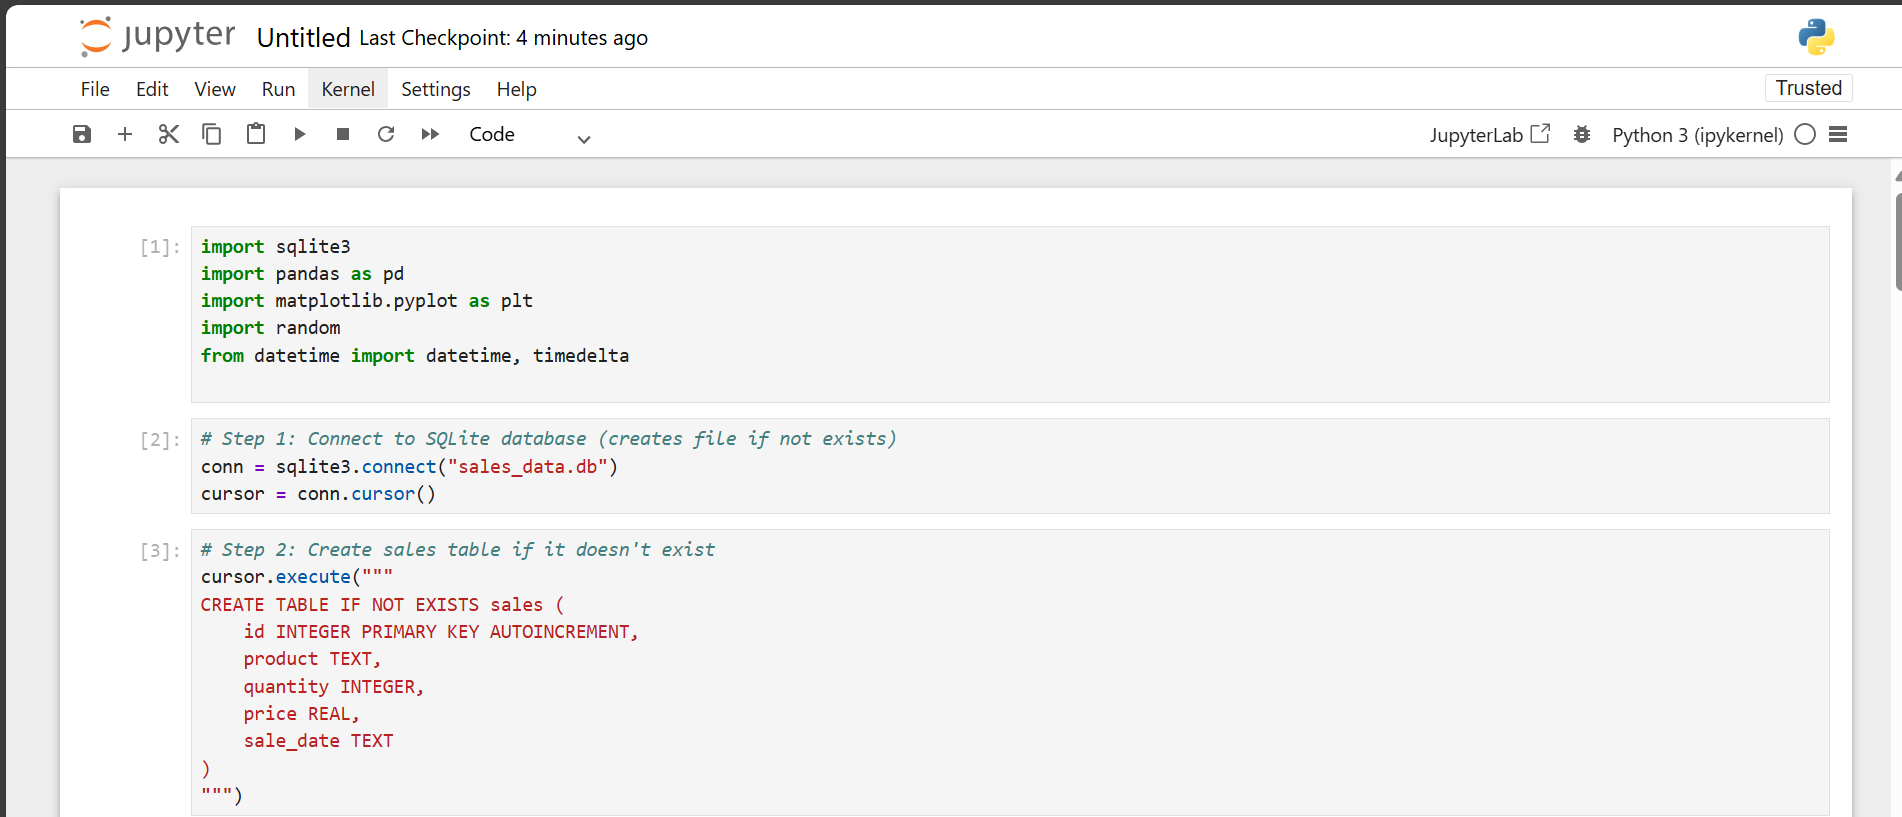 jupyter Untitled Last Checkpoint: 4 minutes ago
File Edit View Run Kernel Settings Help
Trusted
Code
JupyterLab
Python 3 (ipykernel)
[1]:
import sqlite3
import pandas as pd
import matplotlib.pyplot as plt
import random
from datetime import datetime, timedelta
[2]:
# Step 1: Connect to SQLite database (creates file if not exists)
conn = sqlite3.connect("sales_data.db")
cursor = conn.cursor()
[3]:
# Step 2: Create sales table if it doesn't exist
cursor.execute("""
CREATE TABLE IF NOT EXISTS sales (
    id INTEGER PRIMARY KEY AUTOINCREMENT,
    product TEXT,
    quantity INTEGER,
    price REAL,
    sale_date TEXT
)
""")